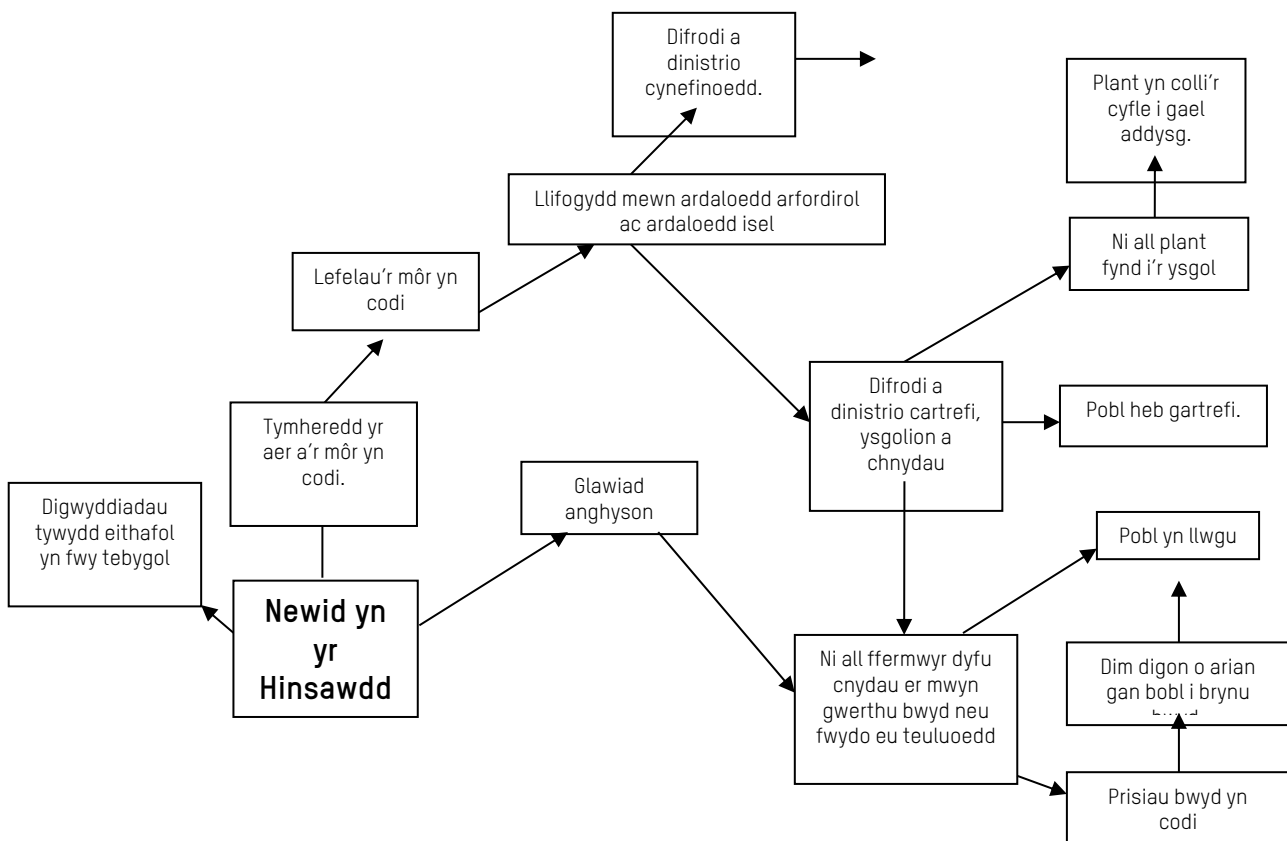 Difrodi a
dinistrio
cynefinoedd.
Plant yn colli'r
cyfle i gael
addysg.
Llifogydd mewn ardaloedd arfordirol
ac ardaloedd isel
Ni all plant
fynd i'r ysgol
Lefelau'r môr yn
codi
Difrodi a
dinistrio cartrefi,
ysgolion a
chnydau
Pobl heb gartrefi.
Tymheredd yr
aer a'r môr yn
codi.
Glawiad
anghyson
Digwyddiadau
tywydd eithafol
yn fwy tebygol
Pobl yn llwgu
Newid yn
yr
Hinsawdd
Ni all ffermwyr dyfu
cnydau er mwyn
gwerthu bwyd neu
fwydo eu teuluoedd
Dim digon o arian
gan bobl i brynu
Prisiau bwyd yn
codi